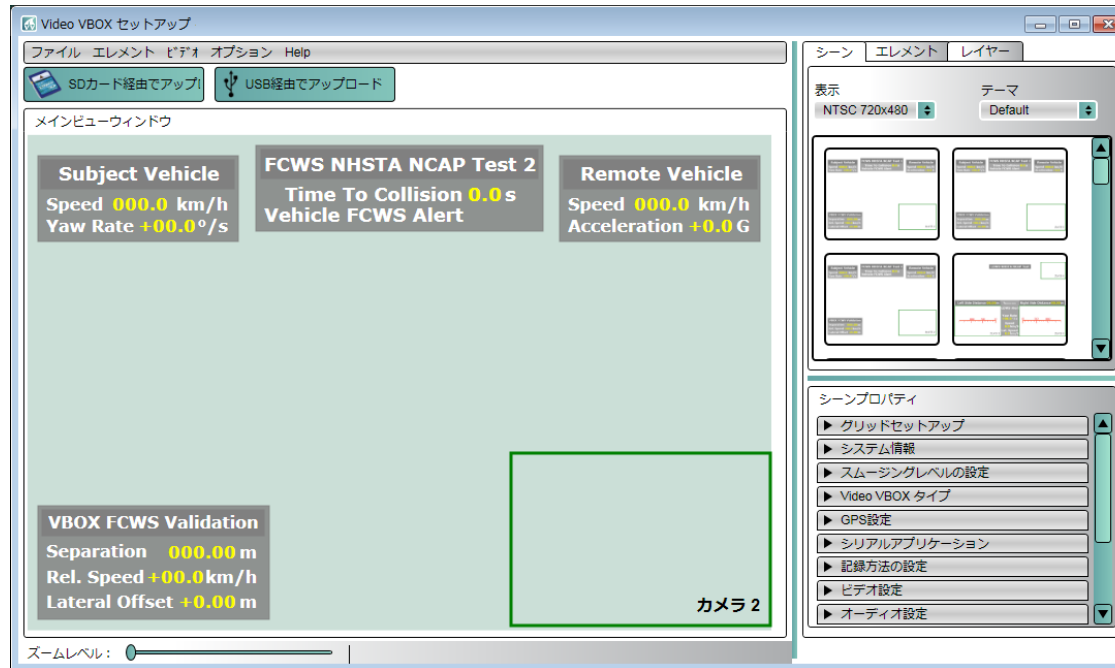 Video VBOX セットアップ
ファイル エレメント ビデオ オプション Help
SDカード経由でアップl
USB経由でアップロード
メインビューウィンドウ
Subject Vehicle
Speed 000.0 km/h
Yaw Rate +00.0°/s
FCWS NHSTA NCAP Test 2
Time To Collision 0.0 s
Vehicle FCWS Alert
Remote Vehicle
Speed 000.0 km/h
Acceleration +0.0 G
VBOX FCWS Validation
Separation 000.00 m
Rel. Speed +00.0km/h
Lateral Offset +0.00 m
カメラ 2
ズームレベル :
シーン エレメント レイヤー
表示 テーマ
NTSC 720x480 Default
シーンプロパティ
グリッドセットアップ
システム情報
スムージングレベルの設定
Video VBOX タイプ
GPS設定
シリアルアプリケーション
記録方法の設定
ビデオ設定
オーディオ設定